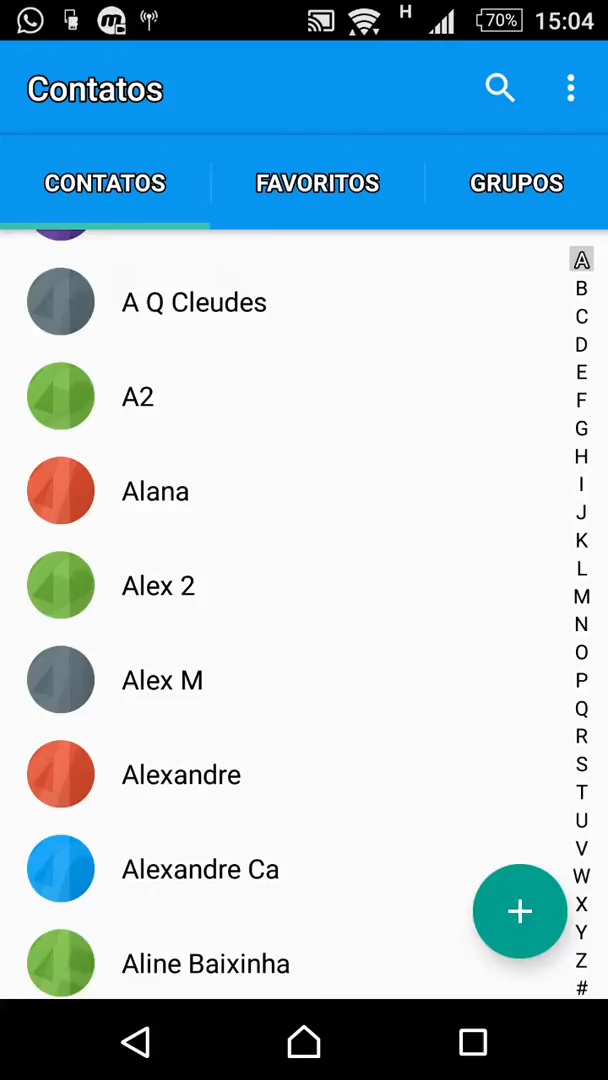 H 70% 15:04
Contatos
CONTATOS FAVORITOS GRUPOS
A Q Cleudes
A2
Alana
Alex 2
Alex M
Alexandre
Alexandre Ca
Aline Baixinha
A
B
C
D
E
F
G
H
I
J
K
L
M
N
O
P
Q
R
S
T
U
V
W
X
Y
Z
#